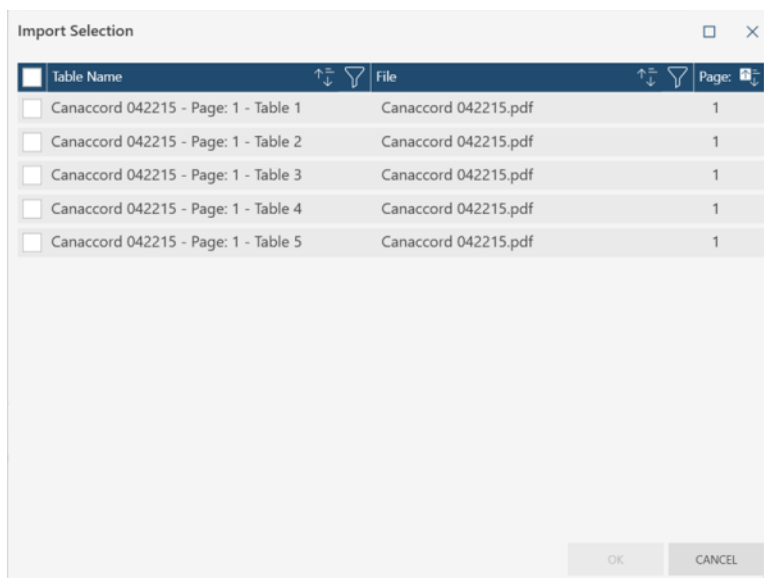 Import Selection
Table Name File Page:
Canaccord 042215 - Page: 1 - Table 1 Canaccord 042215.pdf 1
Canaccord 042215 - Page: 1 - Table 2 Canaccord 042215.pdf 1
Canaccord 042215 - Page: 1 - Table 3 Canaccord 042215.pdf 1
Canaccord 042215 - Page: 1 - Table 4 Canaccord 042215.pdf 1
Canaccord 042215 - Page: 1 - Table 5 Canaccord 042215.pdf 1
OK CANCEL